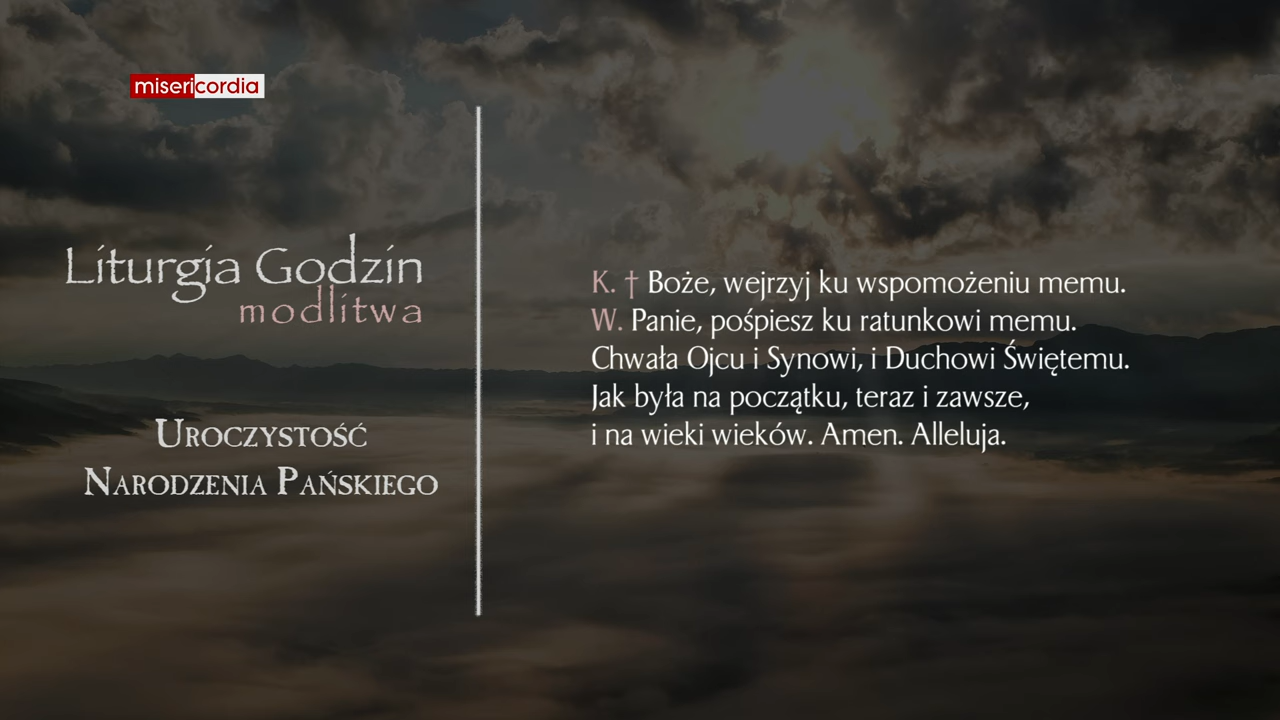 misericordia
Liturgia Godzin
modlitwa
Uroczystość
Narodzenia Pańskiego
K. † Boże, wejrzyj ku wspomożeniu memu.
W. Panie, pośpiesz ku ratunkowi memu.
Chwała Ojcu i Synowi, i Duchowi Świętemu.
Jak była na początku, teraz i zawsze,
i na wieki wieków. Amen. Alleluja.